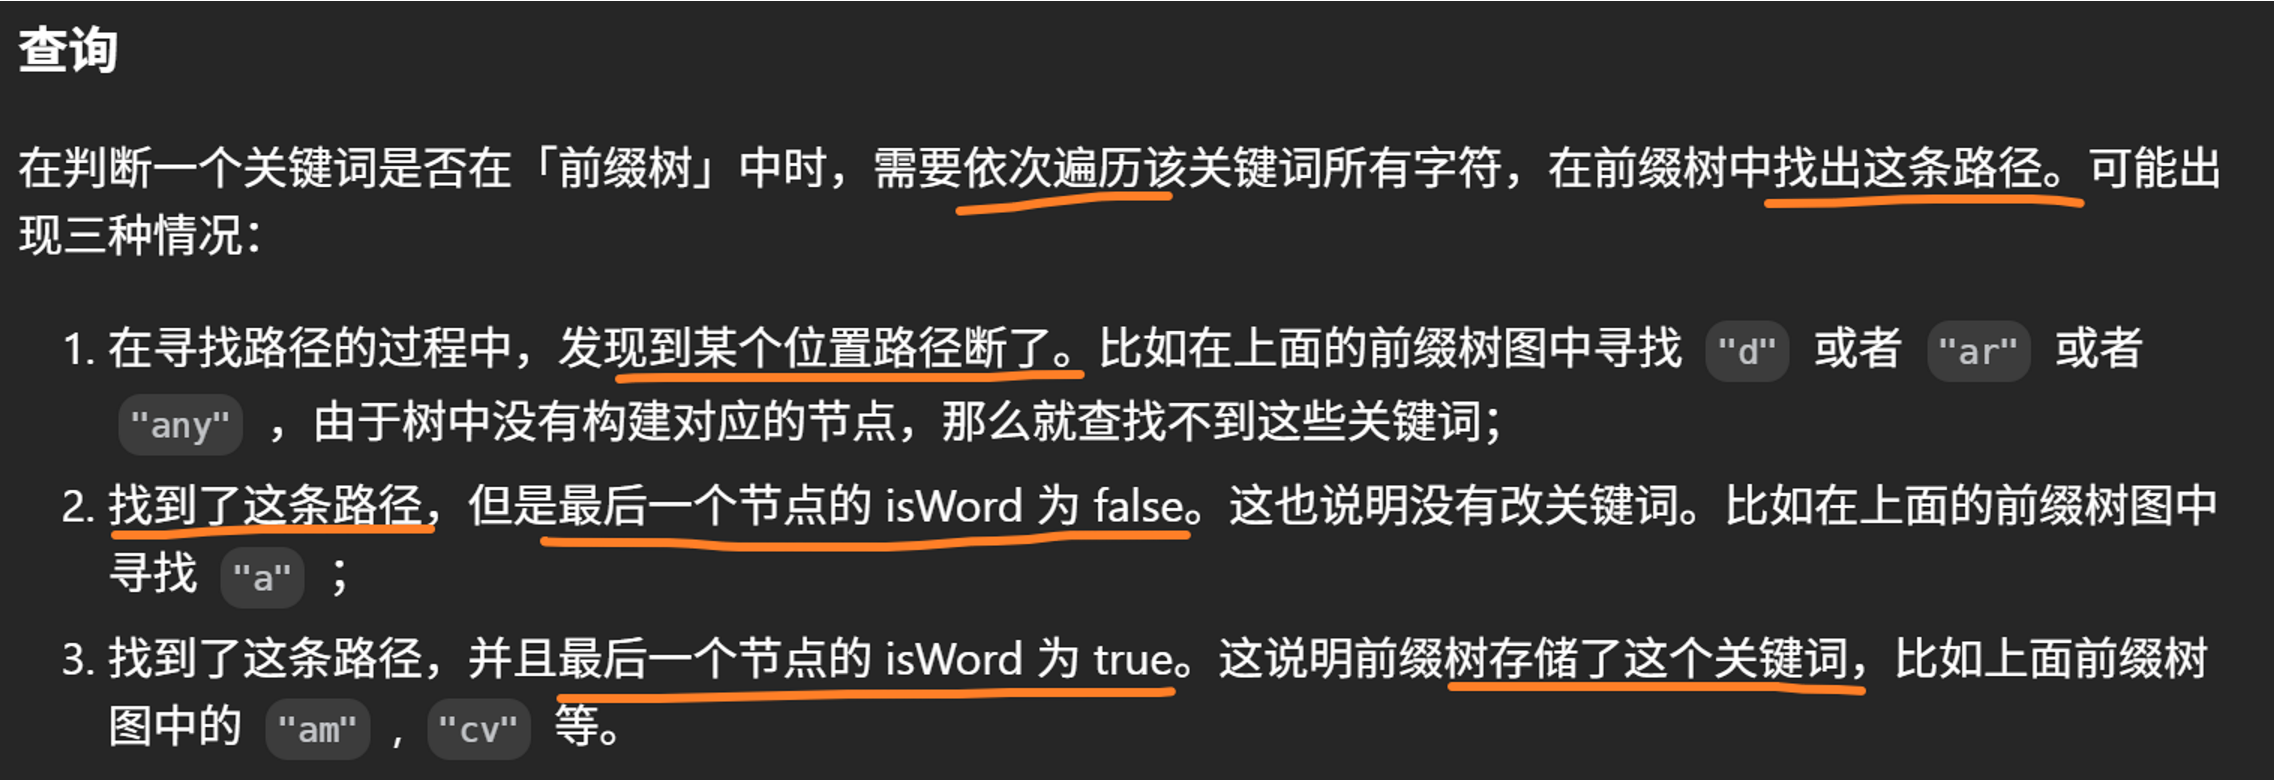 查询
在判断一个关键词是否在「前缀树」中时，需要依次遍历该关键词所有字符，在前缀树中找出这条路径。可能出
现三种情况：
1. 在寻找路径的过程中，发现到某个位置路径断了。比如在上面的前缀树图中寻找 "d" 或者 "ar" 或者
"any" ，由于树中没有构建对应的节点，那么就查找不到这些关键词；
2. 找到了这条路径，但是最后一个节点的 isWord 为 false。这也说明没有改关键词。比如在上面的前缀树图中
寻找 "a" ；
3. 找到了这条路径，并且最后一个节点的 isWord 为 true。这说明前缀树存储了这个关键词，比如上面前缀树
图中的 "am" , "cv" 等。